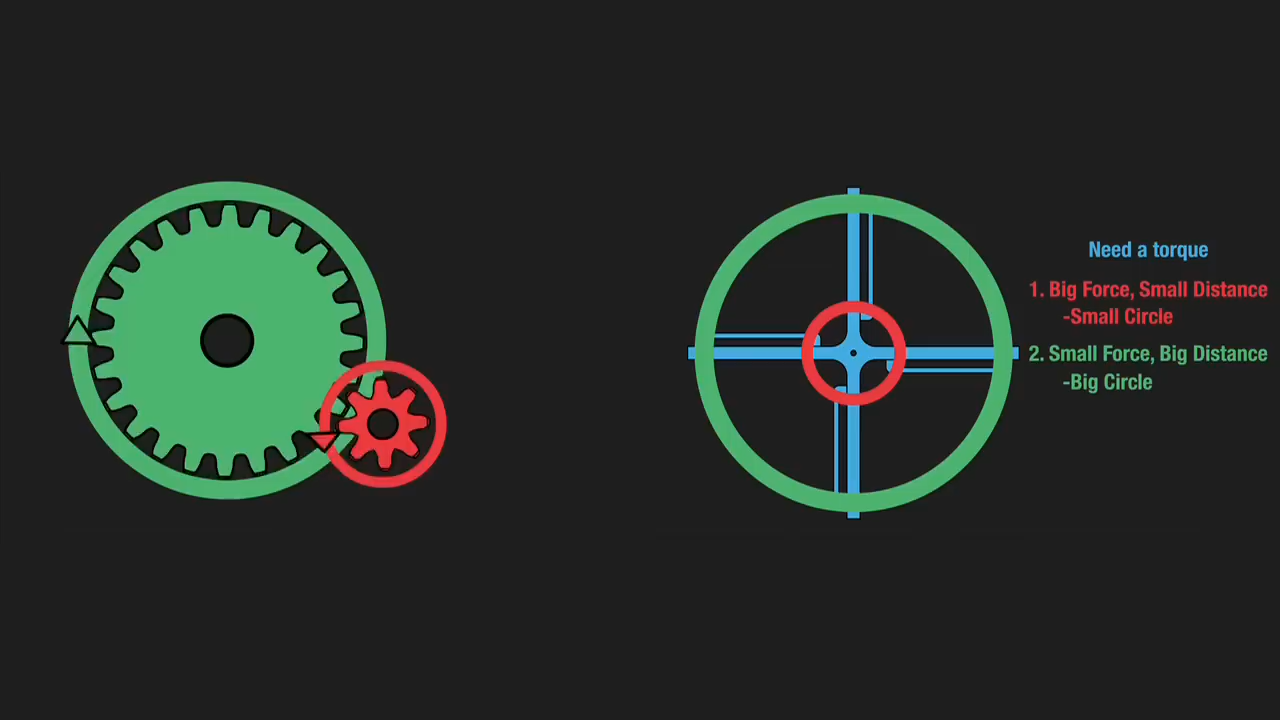 Need a torque
1. Big Force, Small Distance
-Small Circle
2. Small Force, Big Distance
-Big Circle